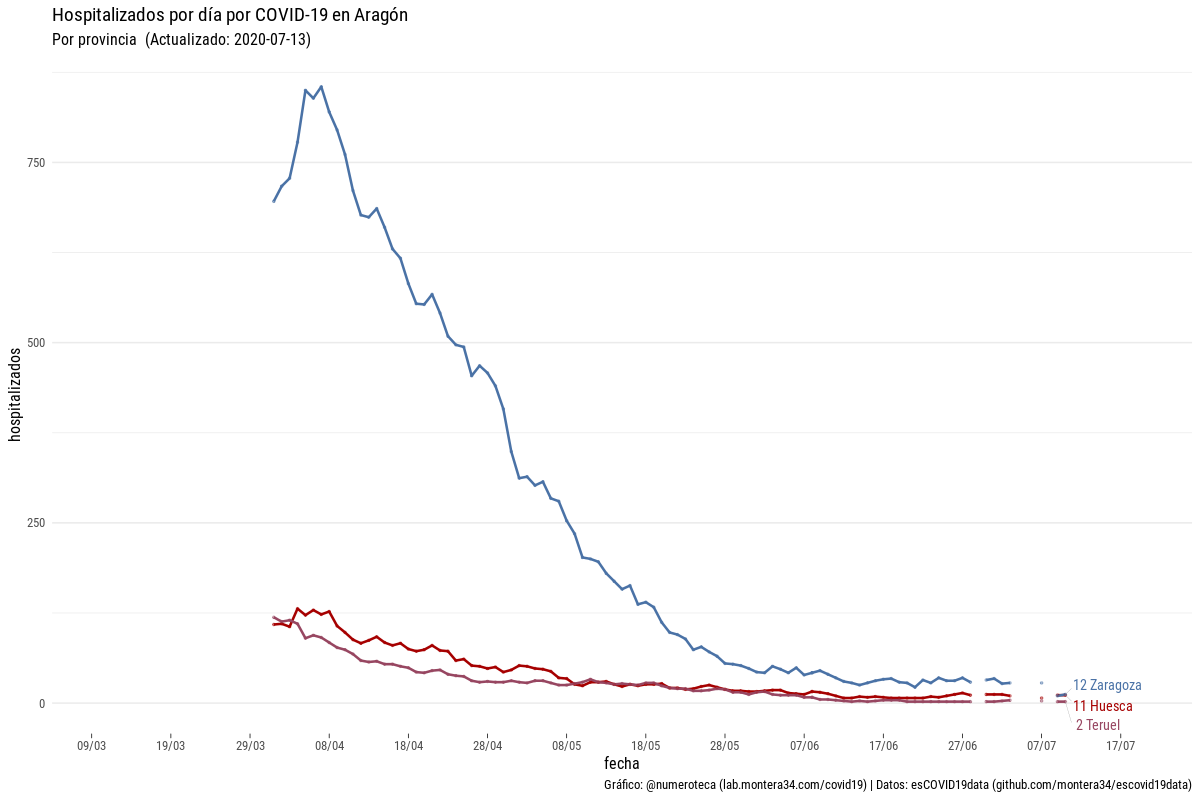 Hospitalizados por día por COVID-19 en Aragón
Por provincia  (Actualizado: 2020-07-13)
hospitalizados
750
500
250
0
12 Zaragoza
11 Huesca
2 Teruel
09/03
19/03
29/03
08/04
18/04
28/04
08/05
18/05
28/05
07/06
17/06
27/06
07/07
17/07
fecha
Gráfico: @numeroteca (lab.montera34.com/covid19) | Datos: esCOVID19data (github.com/montera34/escovid19data)